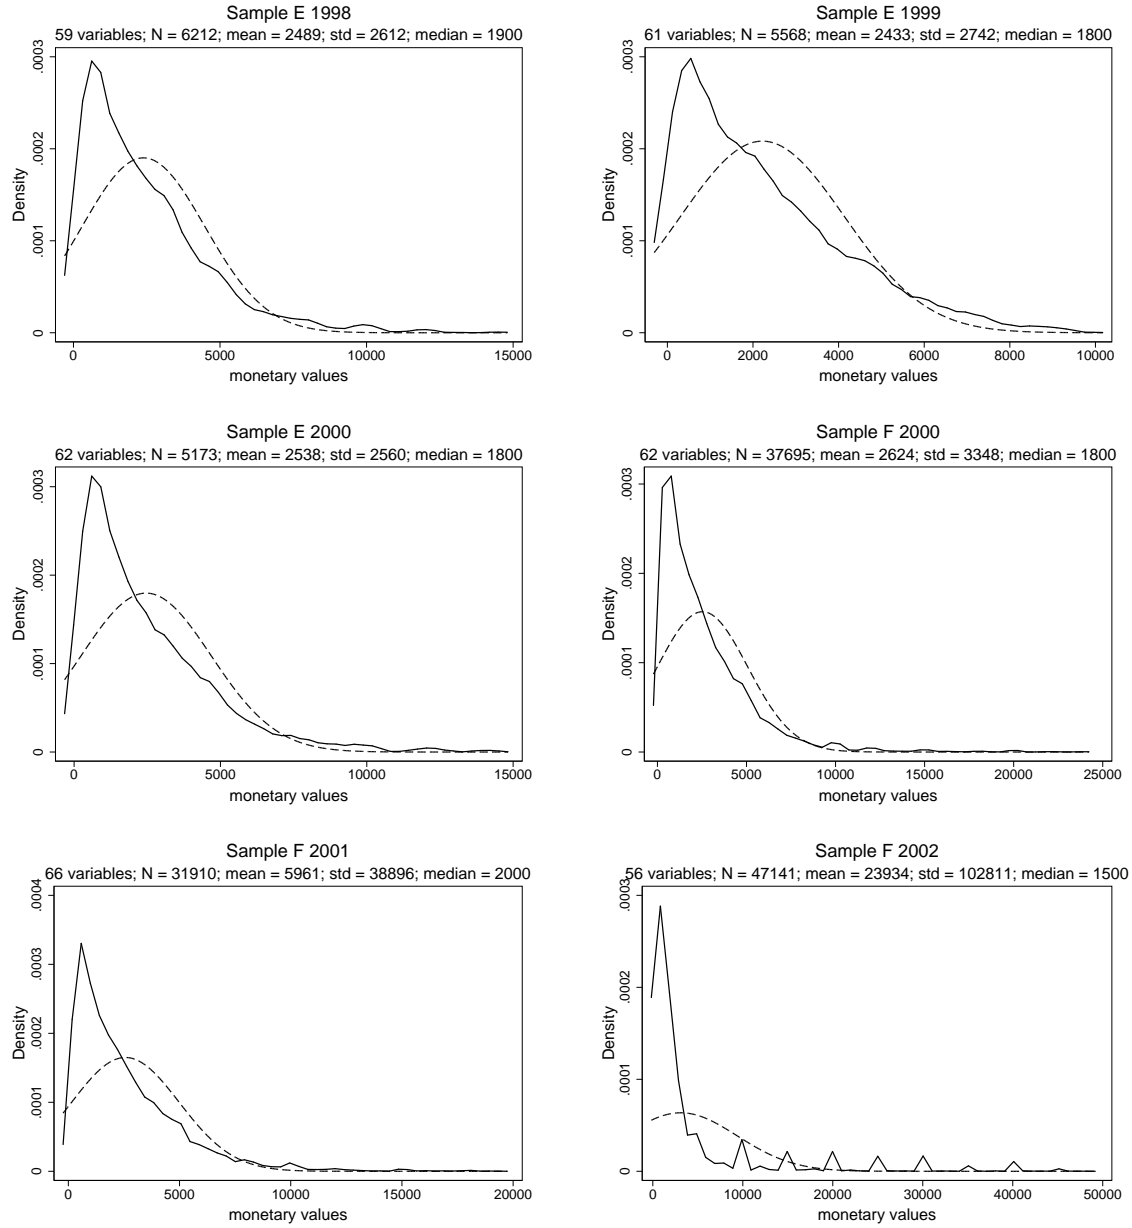 Sample E 1998
59 variables; N = 6212; mean = 2489; std = 2612; median = 1900
Density
0
.0001
.0002
.0003
0
5000
10000
15000
monetary values
Sample E 1999
61 variables; N = 5568; mean = 2433; std = 2742; median = 1800
Density
0
.0001
.0002
.0003
0
2000
4000
6000
8000
10000
monetary values
Sample E 2000
62 variables; N = 5173; mean = 2538; std = 2560; median = 1800
Density
0
.0001
.0002
.0003
0
5000
10000
15000
monetary values
Sample F 2000
62 variables; N = 37695; mean = 2624; std = 3348; median = 1800
Density
0
.0001
.0002
.0003
0
5000
10000
15000
20000
25000
monetary values
Sample F 2001
66 variables; N = 31910; mean = 5961; std = 38896; median = 2000
Density
0
.0001
.0002
.0003
.0004
0
5000
10000
15000
20000
monetary values
Sample F 2002
56 variables; N = 47141; mean = 23934; std = 102811; median = 1500
Density
0
.0001
.0002
.0003
0
10000
20000
30000
40000
50000
monetary values